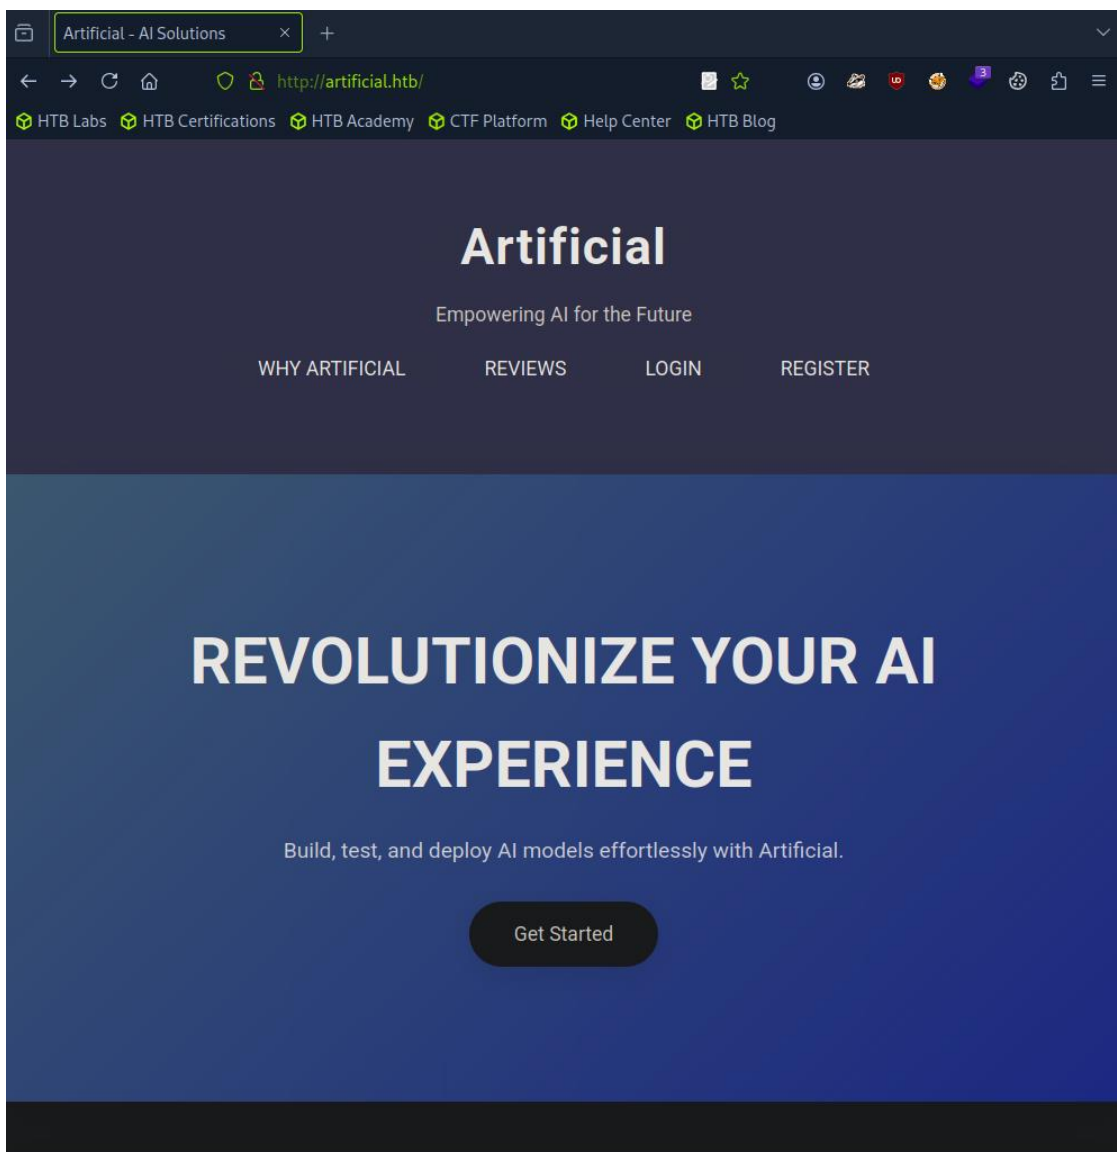 Artificial - AI Solutions
http://artificial.htb/
3
HTB Labs HTB Certifications HTB Academy CTF Platform Help Center HTB Blog
Artificial
Empowering AI for the Future
WHY ARTIFICIAL REVIEWS LOGIN REGISTER
REVOLUTIONIZE YOUR AI
EXPERIENCE
Build, test, and deploy AI models effortlessly with Artificial.
Get Started